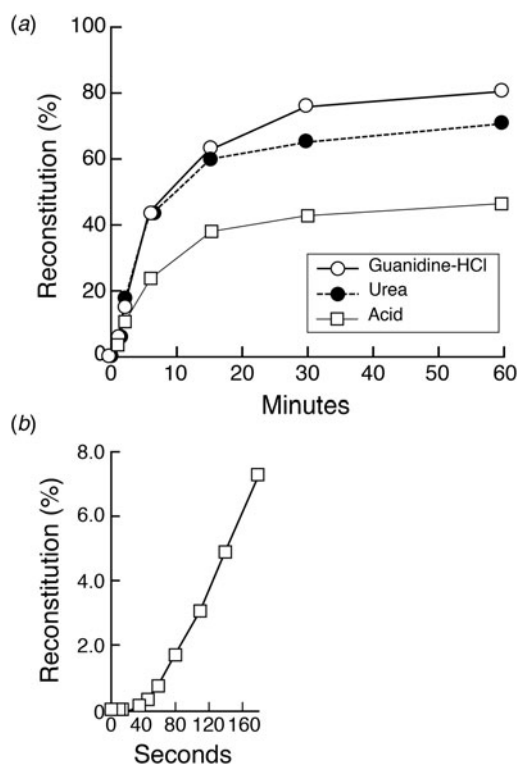 (a)
100
80
60
40
20
0
Reconstitution (%)
0 10 20 30 40 50 60
Minutes
Guanidine-HCl
Urea
Acid
(b)
8.0
6.0
4.0
2.0
0
Reconstitution (%)
0 40 80 120 160
Seconds